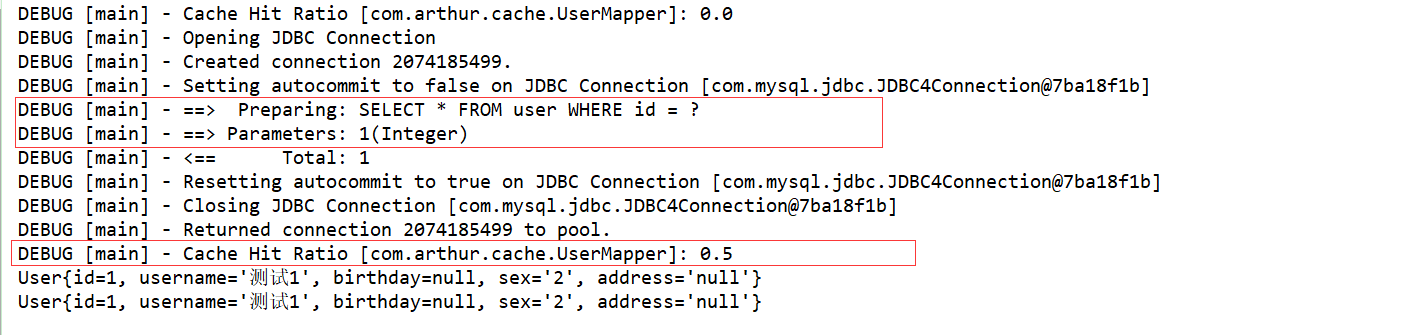 DEBUG [main] - Cache Hit Ratio [com.arthur.cache.UserMapper]: 0.0
DEBUG [main] - Opening JDBC Connection
DEBUG [main] - Created connection 2074185499.
DEBUG [main] - Setting autocommit to false on JDBC Connection [com.mysql.jdbc.JDBC4Connection@7ba18f1b]
DEBUG [main] - ==>  Preparing: SELECT * FROM user WHERE id = ?
DEBUG [main] - ==> Parameters: 1(Integer)
DEBUG [main] - <==      Total: 1
DEBUG [main] - Resetting autocommit to true on JDBC Connection [com.mysql.jdbc.JDBC4Connection@7ba18f1b]
DEBUG [main] - Closing JDBC Connection [com.mysql.jdbc.JDBC4Connection@7ba18f1b]
DEBUG [main] - Returned connection 2074185499 to pool.
DEBUG [main] - Cache Hit Ratio [com.arthur.cache.UserMapper]: 0.5
User{id=1, username='测试1', birthday=null, sex='2', address='null'}
User{id=1, username='测试1', birthday=null, sex='2', address='null'}